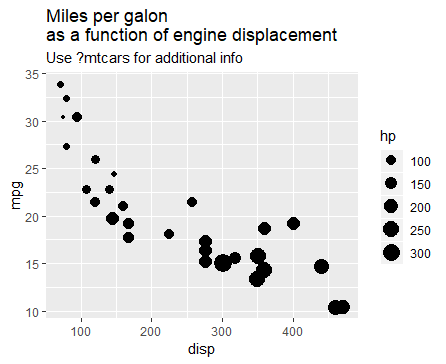 Miles per galon
as a function of engine displacement
Use ?mtcars for additional info
35
30
25
20
15
10
mpg
100
200
300
400
disp
hp
100
150
200
250
300